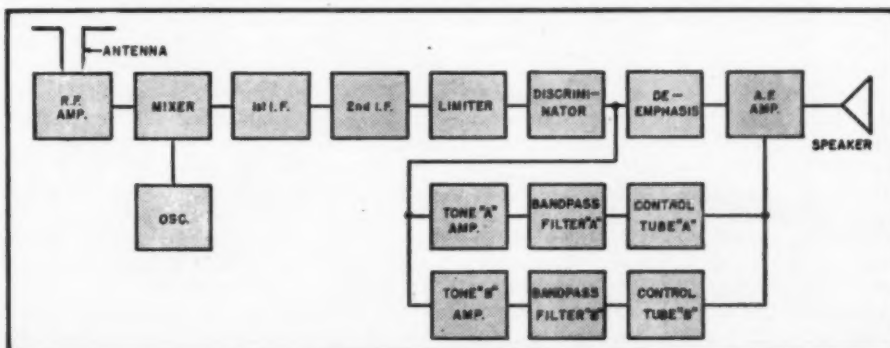 ANTENNA
R.F.
AMP.
MIXER
1st I.F.
2nd I.F.
LIMITER
DISCRIMI-
NATOR
DE-
EMPHASIS
A.F.
AMP.
SPEAKER
OSC.
TONE "A"
AMP.
BANDPASS
FILTER "A"
CONTROL
TUBE "A"
TONE "B"
AMP.
BANDPASS
FILTER "B"
CONTROL
TUBE "B"